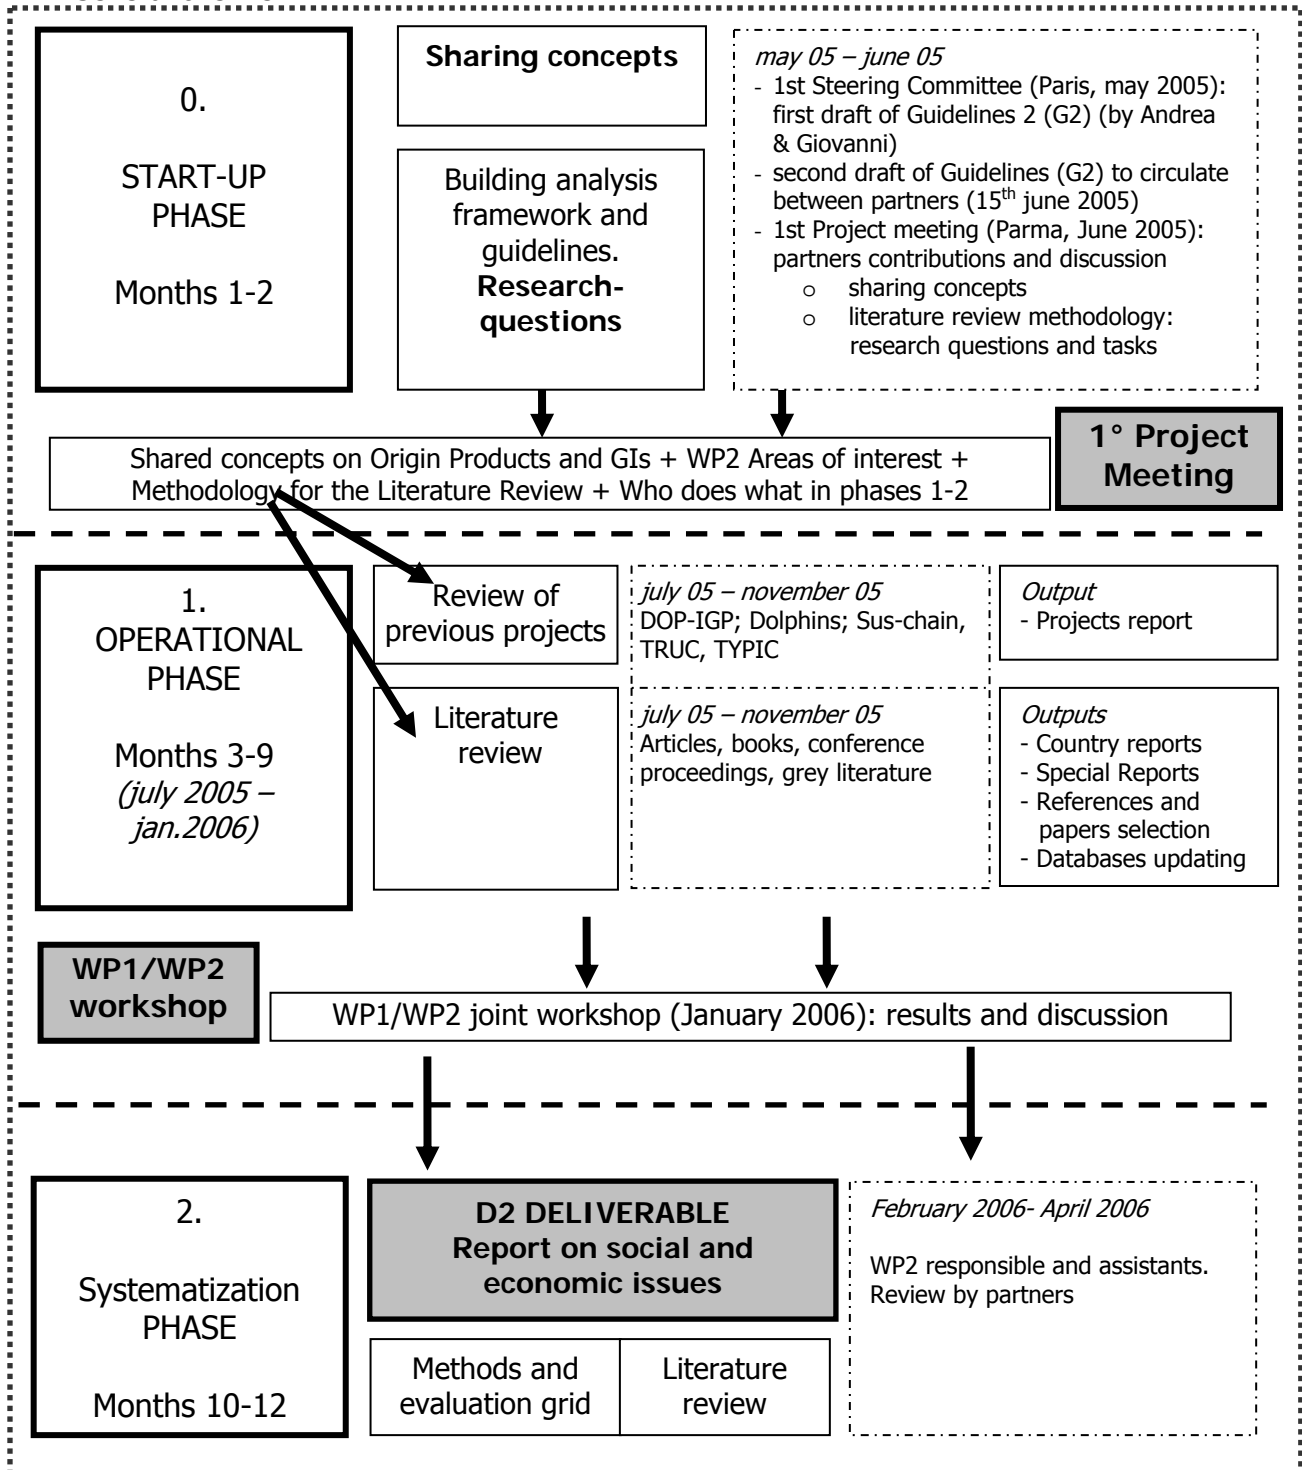 0.
START-UP
PHASE
Months 1-2
Sharing concepts
Building analysis
framework and
guidelines.
Research-
questions
may 05 – june 05
- 1st Steering Committee (Paris, may 2005):
first draft of Guidelines 2 (G2) (by Andrea
& Giovanni)
- second draft of Guidelines (G2) to circulate
between partners (15th june 2005)
- 1st Project meeting (Parma, June 2005):
partners contributions and discussion
o sharing concepts
o literature review methodology:
research questions and tasks
1° Project
Meeting
Shared concepts on Origin Products and GIs + WP2 Areas of interest +
Methodology for the Literature Review + Who does what in phases 1-2
1.
OPERATIONAL
PHASE
Months 3-9
(july 2005 –
jan.2006)
Review of
previous projects
july 05 – november 05
DOP-IGP; Dolphins; Sus-chain,
TRUC, TYPIC
Output
- Projects report
Literature
review
july 05 – november 05
Articles, books, conference
proceedings, grey literature
Outputs
- Country reports
- Special Reports
- References and
papers selection
- Databases updating
WP1/WP2
workshop
WP1/WP2 joint workshop (January 2006): results and discussion
2.
Systematization
PHASE
Months 10-12
D2 DELIVERABLE
Report on social and
economic issues
Methods and
evaluation grid
Literature
review
February 2006- April 2006
WP2 responsible and assistants.
Review by partners